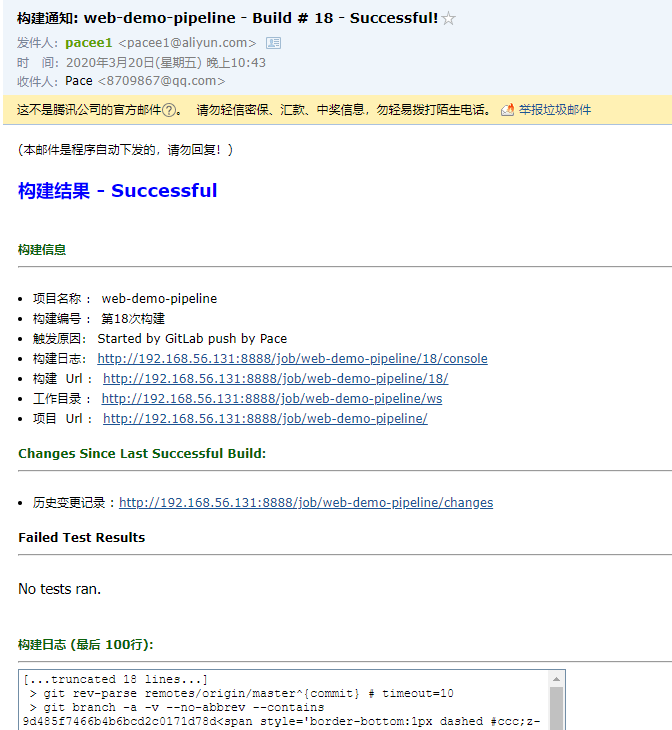 构建通知: web-demo-pipeline - Build # 18 - Successful!
发件人: pacee1 <pacee1@aliyun.com>
时 间: 2020年3月20日(星期五) 晚上10:43
收件人: Pace <8709867@qq.com>
这不是腾讯公司的官方邮件?。 请勿轻信密保、汇款、中奖信息，勿轻易拨打陌生电话。 举报垃圾邮件
(本邮件是程序自动下发的，请勿回复！)
构建结果 - Successful
构建信息
• 项目名称 ： web-demo-pipeline
• 构建编号 ： 第18次构建
• 触发原因： Started by GitLab push by Pace
• 构建日志： http://192.168.56.131:8888/job/web-demo-pipeline/18/console
• 构建 Url ： http://192.168.56.131:8888/job/web-demo-pipeline/18/
• 工作目录 ： http://192.168.56.131:8888/job/web-demo-pipeline/ws
• 项目 Url ： http://192.168.56.131:8888/job/web-demo-pipeline/
Changes Since Last Successful Build:
• 历史变更记录 : http://192.168.56.131:8888/job/web-demo-pipeline/changes
Failed Test Results
No tests ran.
构建日志 (最后 100行):
[...truncated 18 lines...]
> git rev-parse remotes/origin/master^{commit} # timeout=10
> git branch -a -v --no-abbrev --contains
9d485f7466b4b6bcd2c0171d78d<span style='border-bottom:1px dashed #ccc;z-